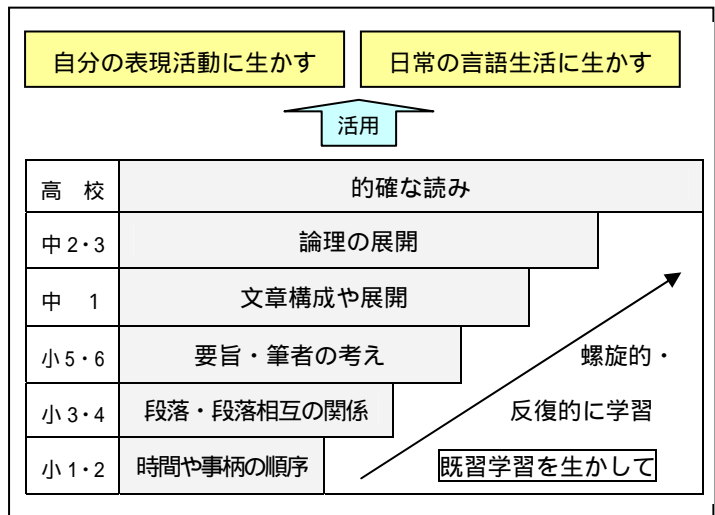 自分の表現活動に生かす
日常の言語生活に生かす
活用
高 校
的確な読み
中2・3
論理の展開
中 1
文章構成や展開
小5・6
要旨・筆者の考え
螺旋的・
小3・4
段落・段落相互の関係
反復的に学習
小1・2
時間や事柄の順序
既習学習を生かして